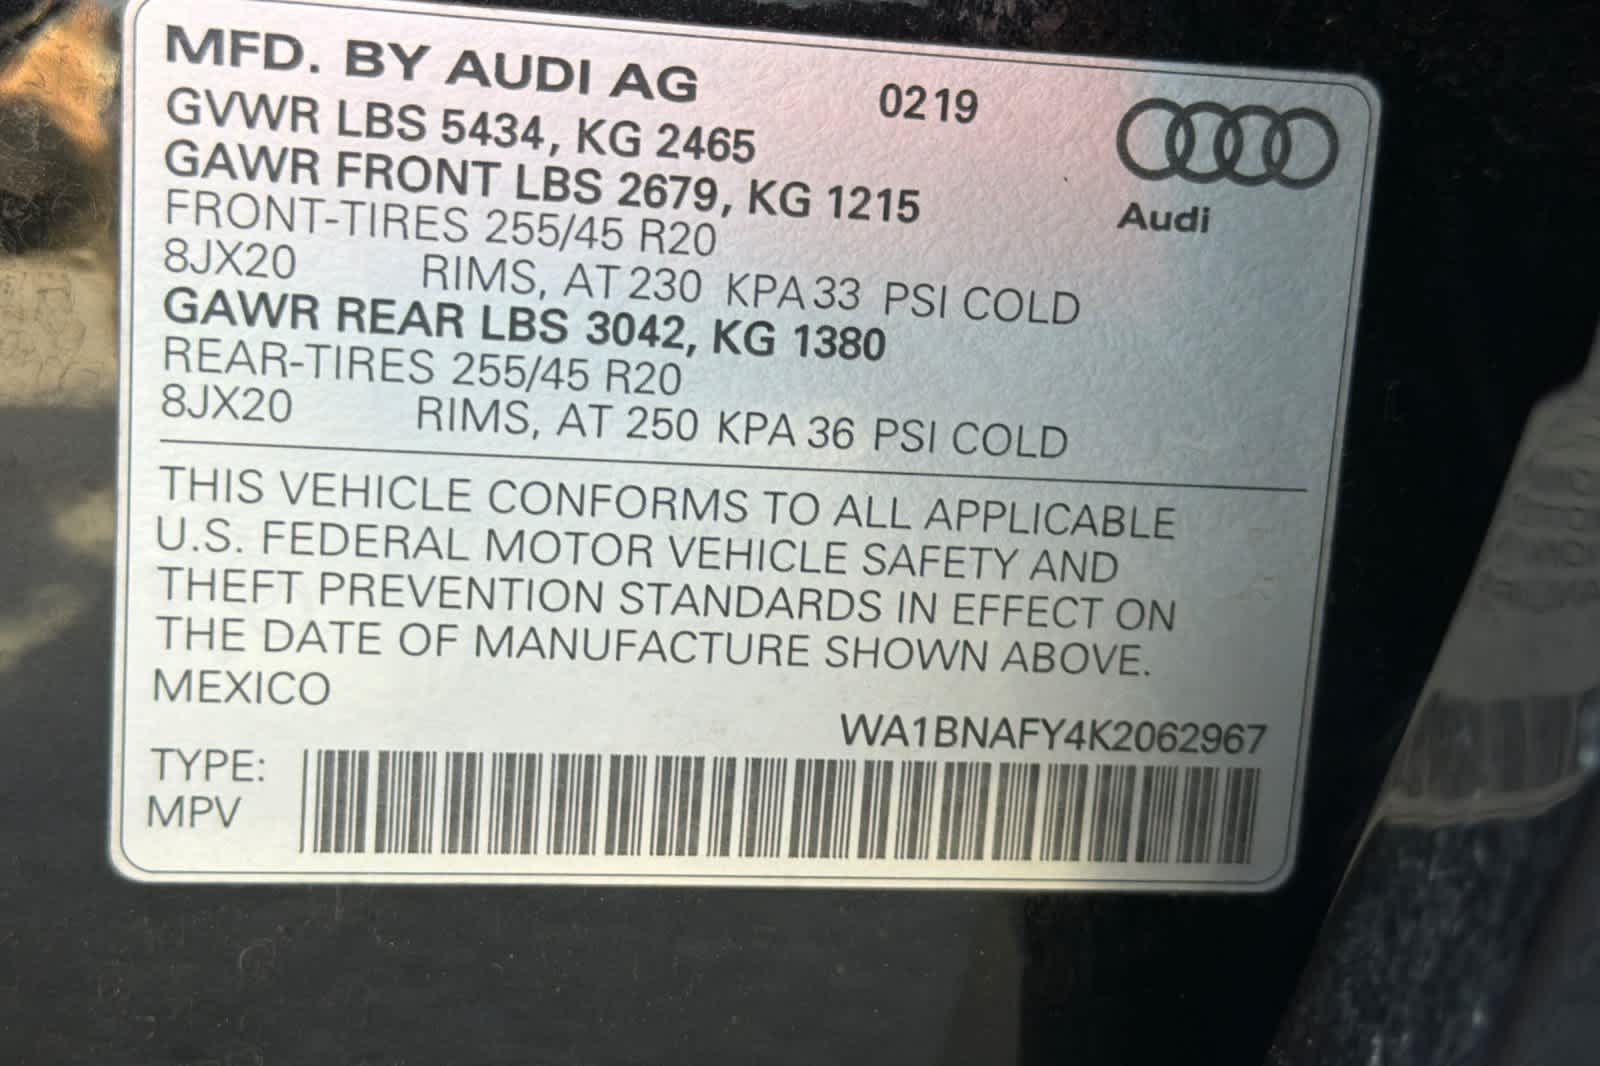 MFD. BY AUDI AG 0219
GVWR LBS 5434, KG 2465
GAWR FRONT LBS 2679, KG 1215
Audi
FRONT-TIRES 255/45 R20
8JX20 RIMS, AT 230 KPA 33 PSI COLD
GAWR REAR LBS 3042, KG 1380
REAR-TIRES 255/45 R20
8JX20 RIMS, AT 250 KPA 36 PSI COLD
THIS VEHICLE CONFORMS TO ALL APPLICABLE
U.S. FEDERAL MOTOR VEHICLE SAFETY AND
THEFT PREVENTION STANDARDS IN EFFECT ON
THE DATE OF MANUFACTURE SHOWN ABOVE.
MEXICO
WA1BNAFY4K2062967
TYPE:
MPV